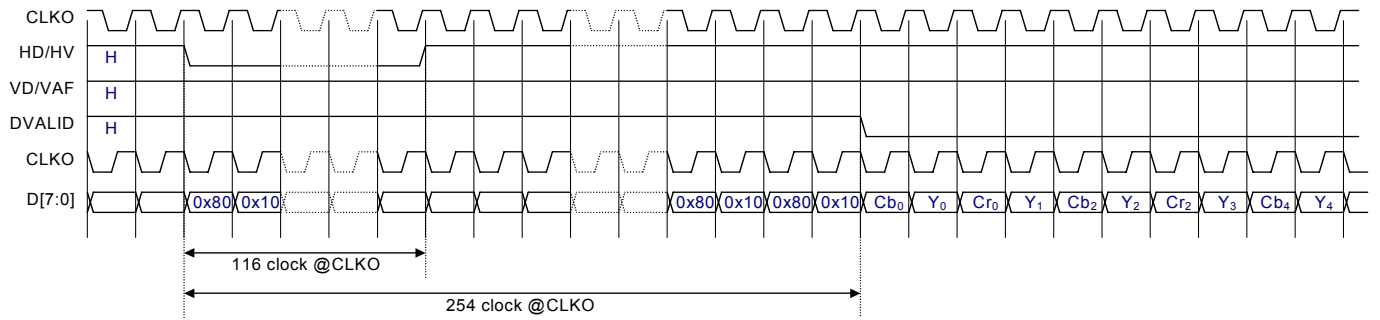 CLKO
HD/HV H
VD/VAF H
DVALID H
CLKO
D[7:0] 0x80 0x10 0x80 0x10 0x80 0x10 Cb₀ Y₀ Cr₀ Y₁ Cb₂ Y₂ Cr₂ Y₃ Cb₄ Y₄
116 clock @CLKO
254 clock @CLKO